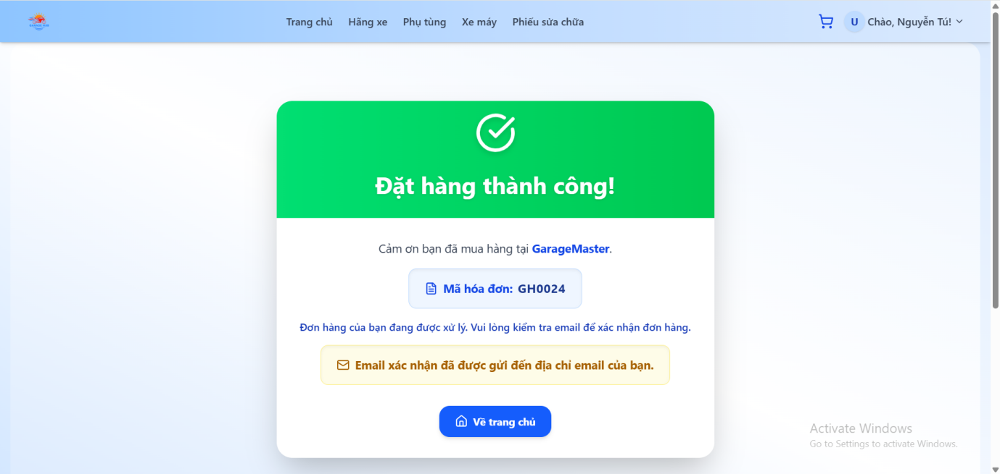 Trang chủ Hãng xe Phụ tùng Xe máy Phiếu sửa chữa U Chào, Nguyễn Tú!
Đặt hàng thành công!
Cảm ơn bạn đã mua hàng tại GarageMaster.
Mã hóa đơn: GH0024
Đơn hàng của bạn đang được xử lý. Vui lòng kiểm tra email để xác nhận đơn hàng.
Email xác nhận đã được gửi đến địa chỉ email của bạn.
Về trang chủ
Activate Windows
Go to Settings to activate Windows.